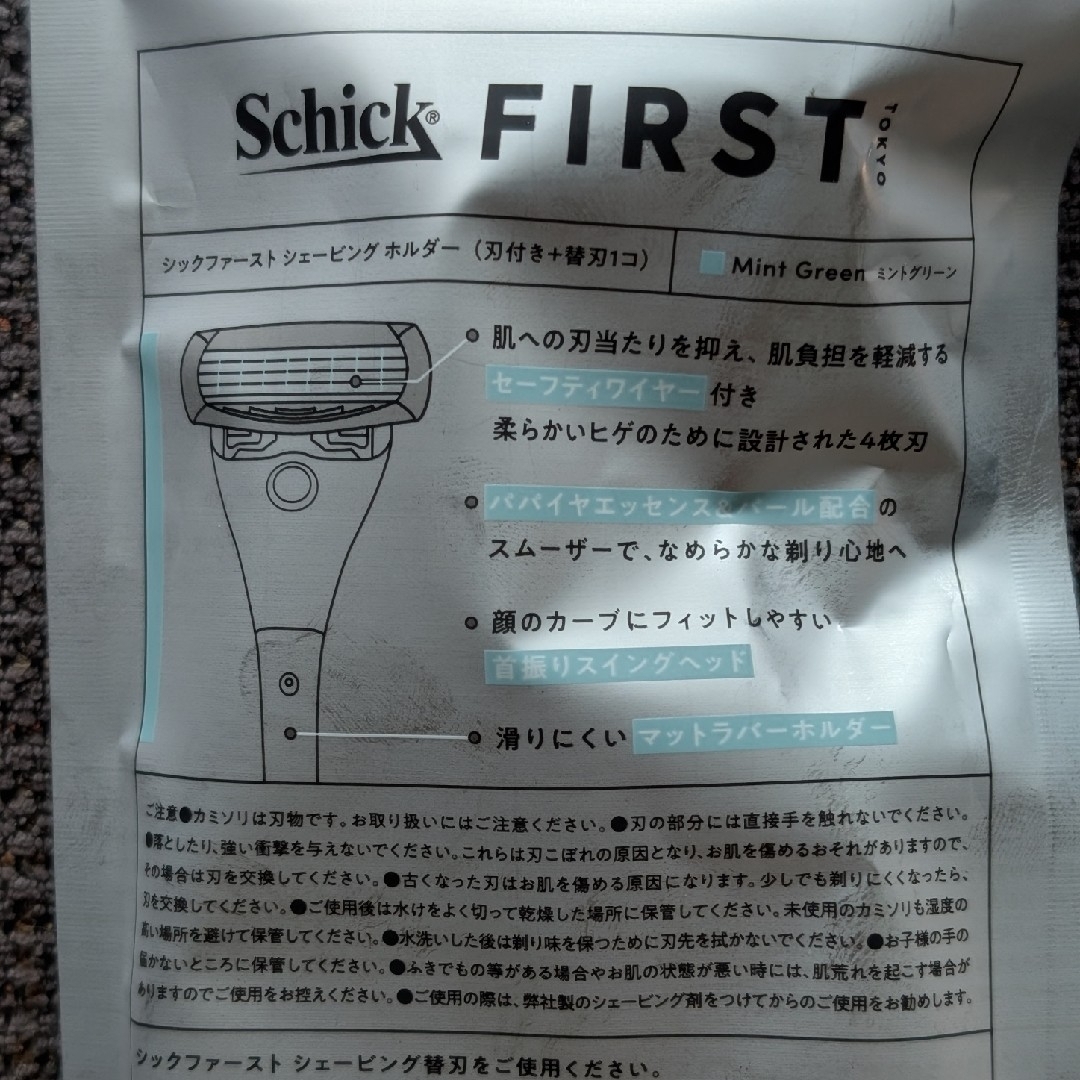 Schick® FIRST TOKYO
シックファースト シェービング ホルダー（刃付き+替刃1コ）
Mint Green ミントグリーン
肌への刃当たりを抑え、肌負担を軽減する
セーフティワイヤー付き
柔らかいヒゲのために設計された4枚刃
パパイヤエッセンス&パール配合の
スムーザーで、なめらかな剃り心地へ
顔のカーブにフィットしやすい
首振りスイングヘッド
滑りにくいマットラバーホルダー
ご注意●カミソリは刃物です。お取り扱いにはご注意ください。●刃の部分には直接手を触れないでください。
●落としたり、強い衝撃を与えないでください。これらは刃こぼれの原因となり、お肌を傷めるおそれがありますので、
その場合は刃を交換してください。●古くなった刃はお肌を傷める原因になります。少しでも剃りにくくなったら、
刃を交換してください。●ご使用後は水けをよく切って乾燥した場所に保管してください。未使用のカミソリも湿度の
高い場所を避けて保管してください。●水洗いした後は剃り味を保つために刃先を拭かないでください。●お子様の手の
届かないところに保管してください。●ふきでもの等がある場合やお肌の状態が悪い時には、肌荒れを起こす場合が
ありますのでご使用をお控えください。●ご使用の際は、弊社製のシェービング剤をつけてからのご使用をお勧めします。
シックファースト シェービング替刃をご使用ください。